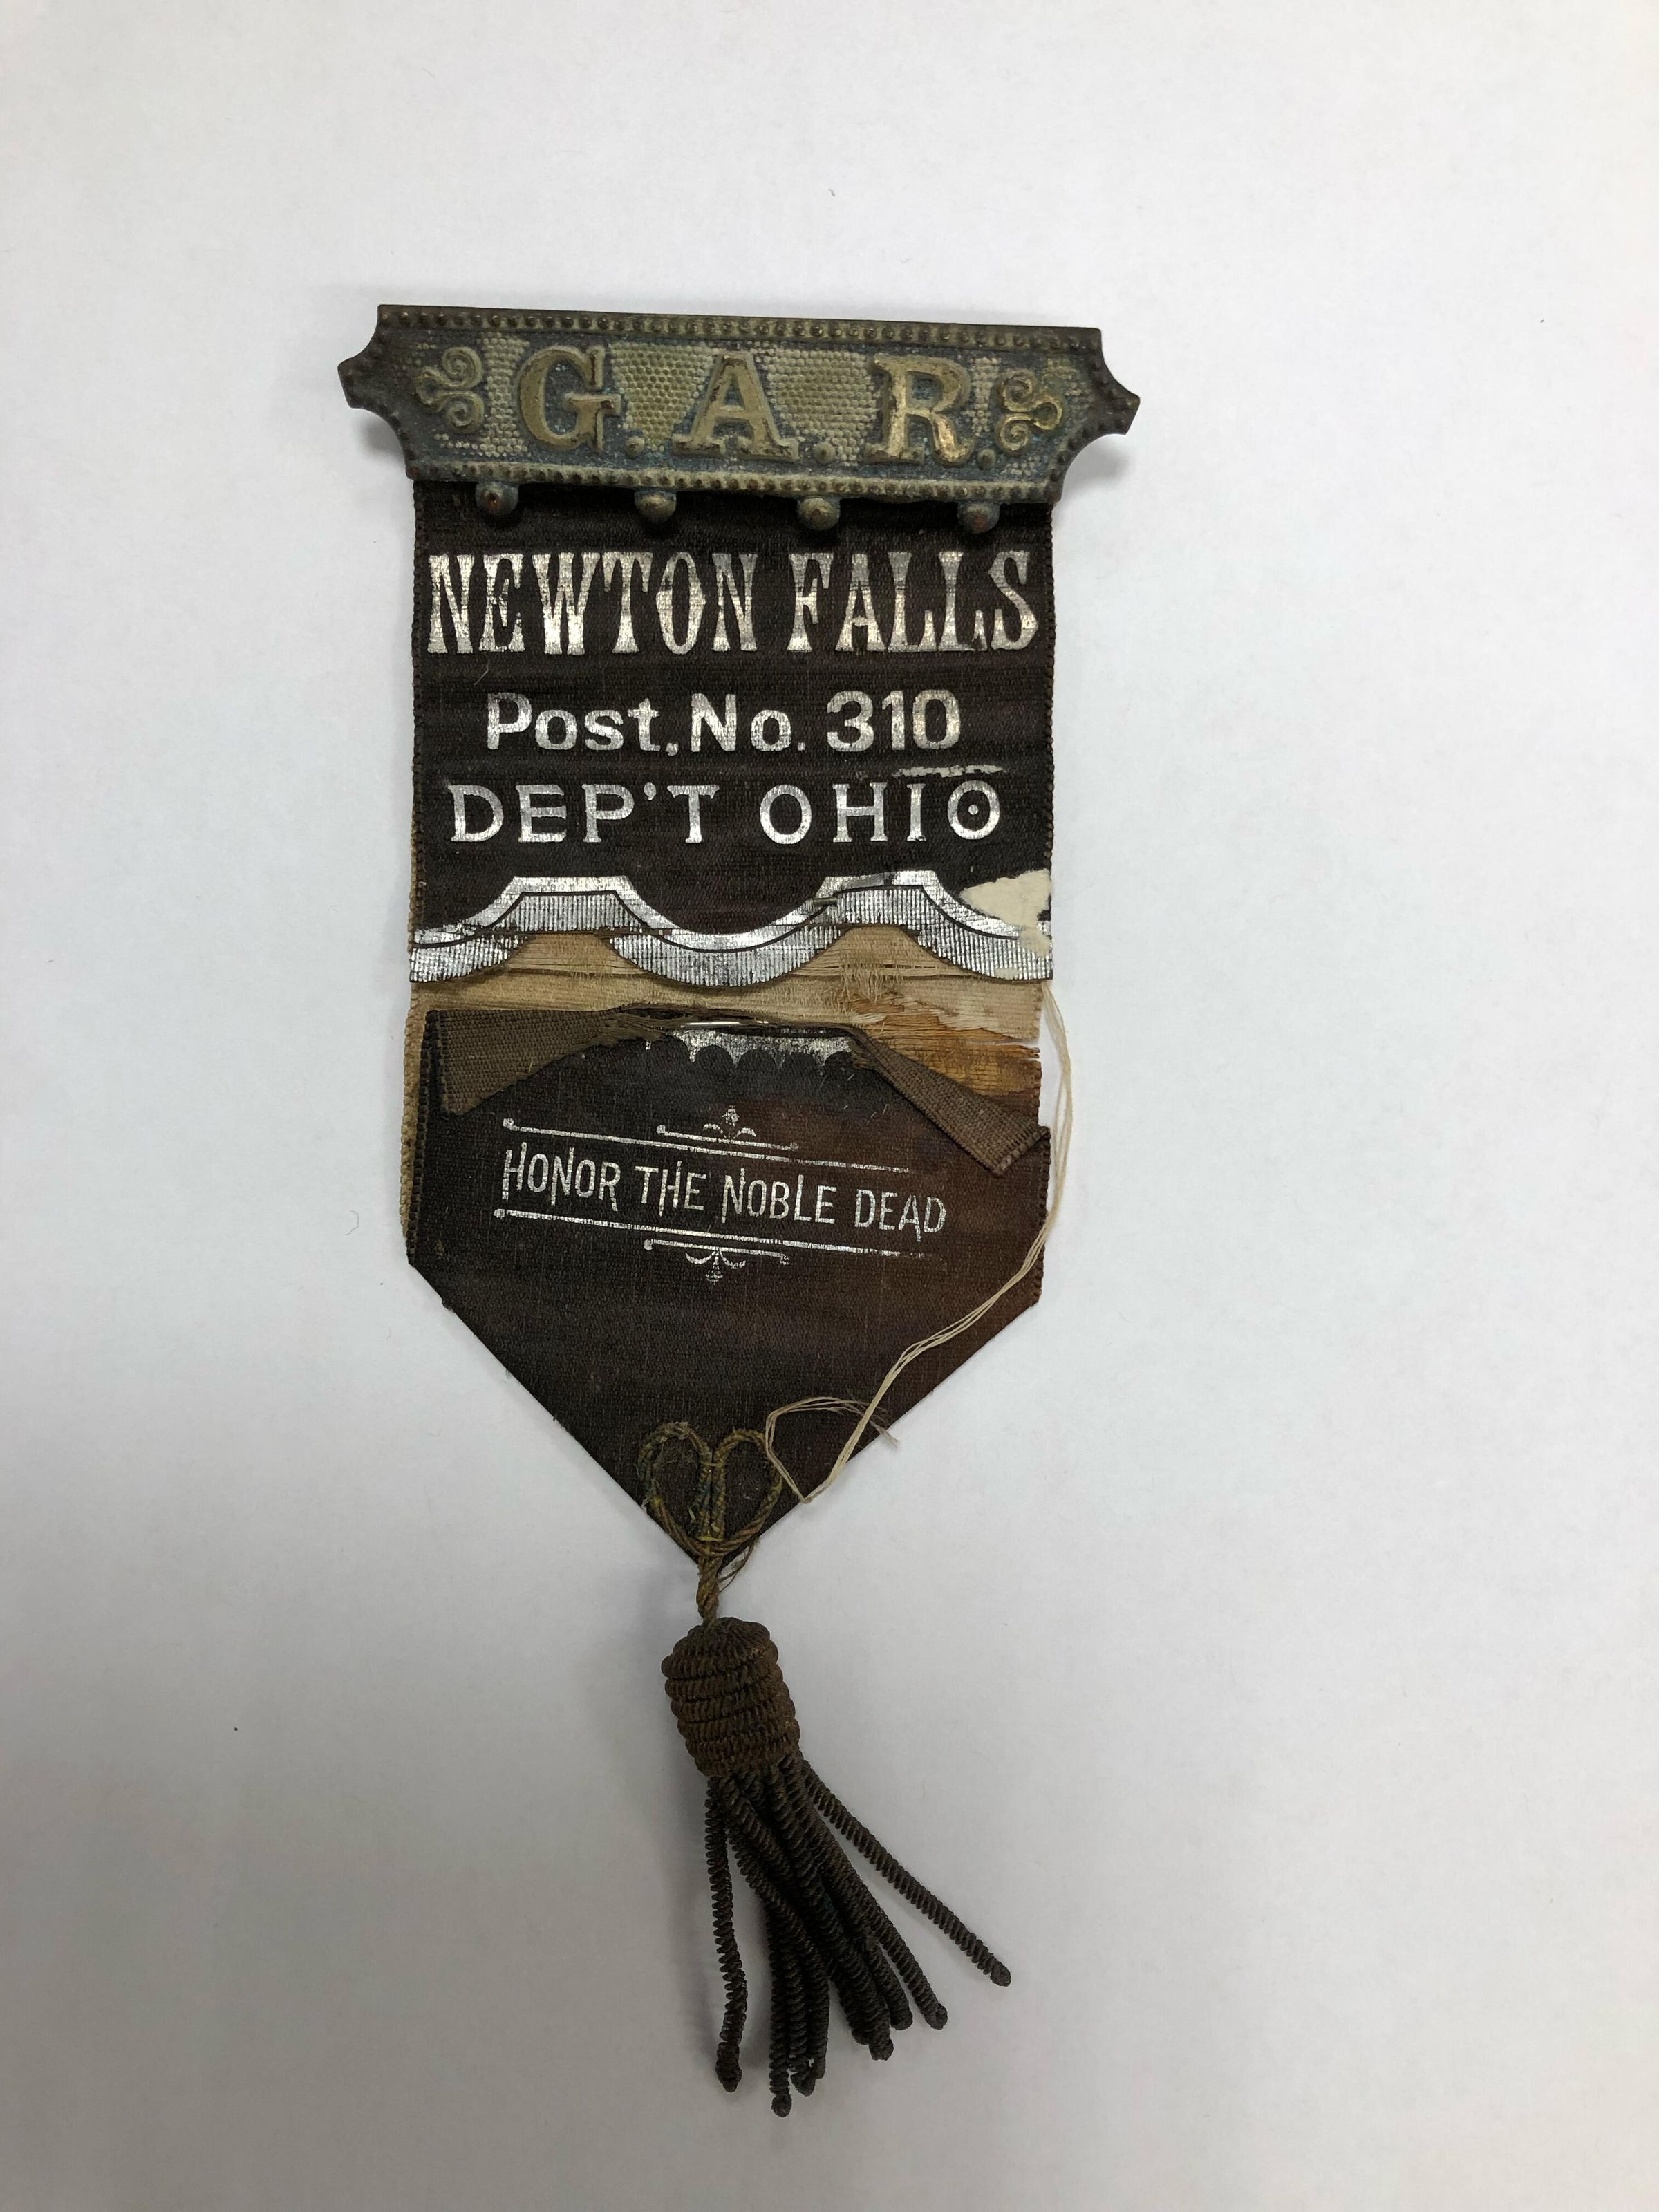 G. A. R.
NEWTON FALLS
Post, No. 310
DEP'T OHIO
HONOR THE NOBLE DEAD